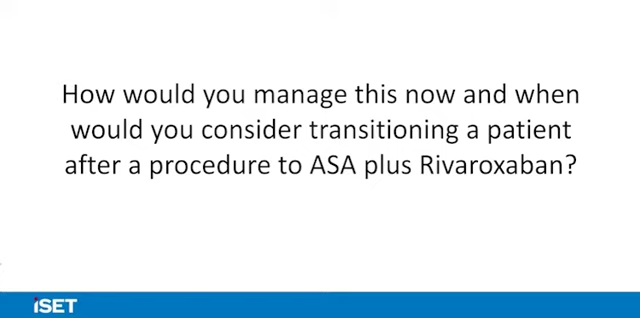 How would you manage this now and when
would you consider transitioning a patient
after a procedure to ASA plus Rivaroxaban?
iSET